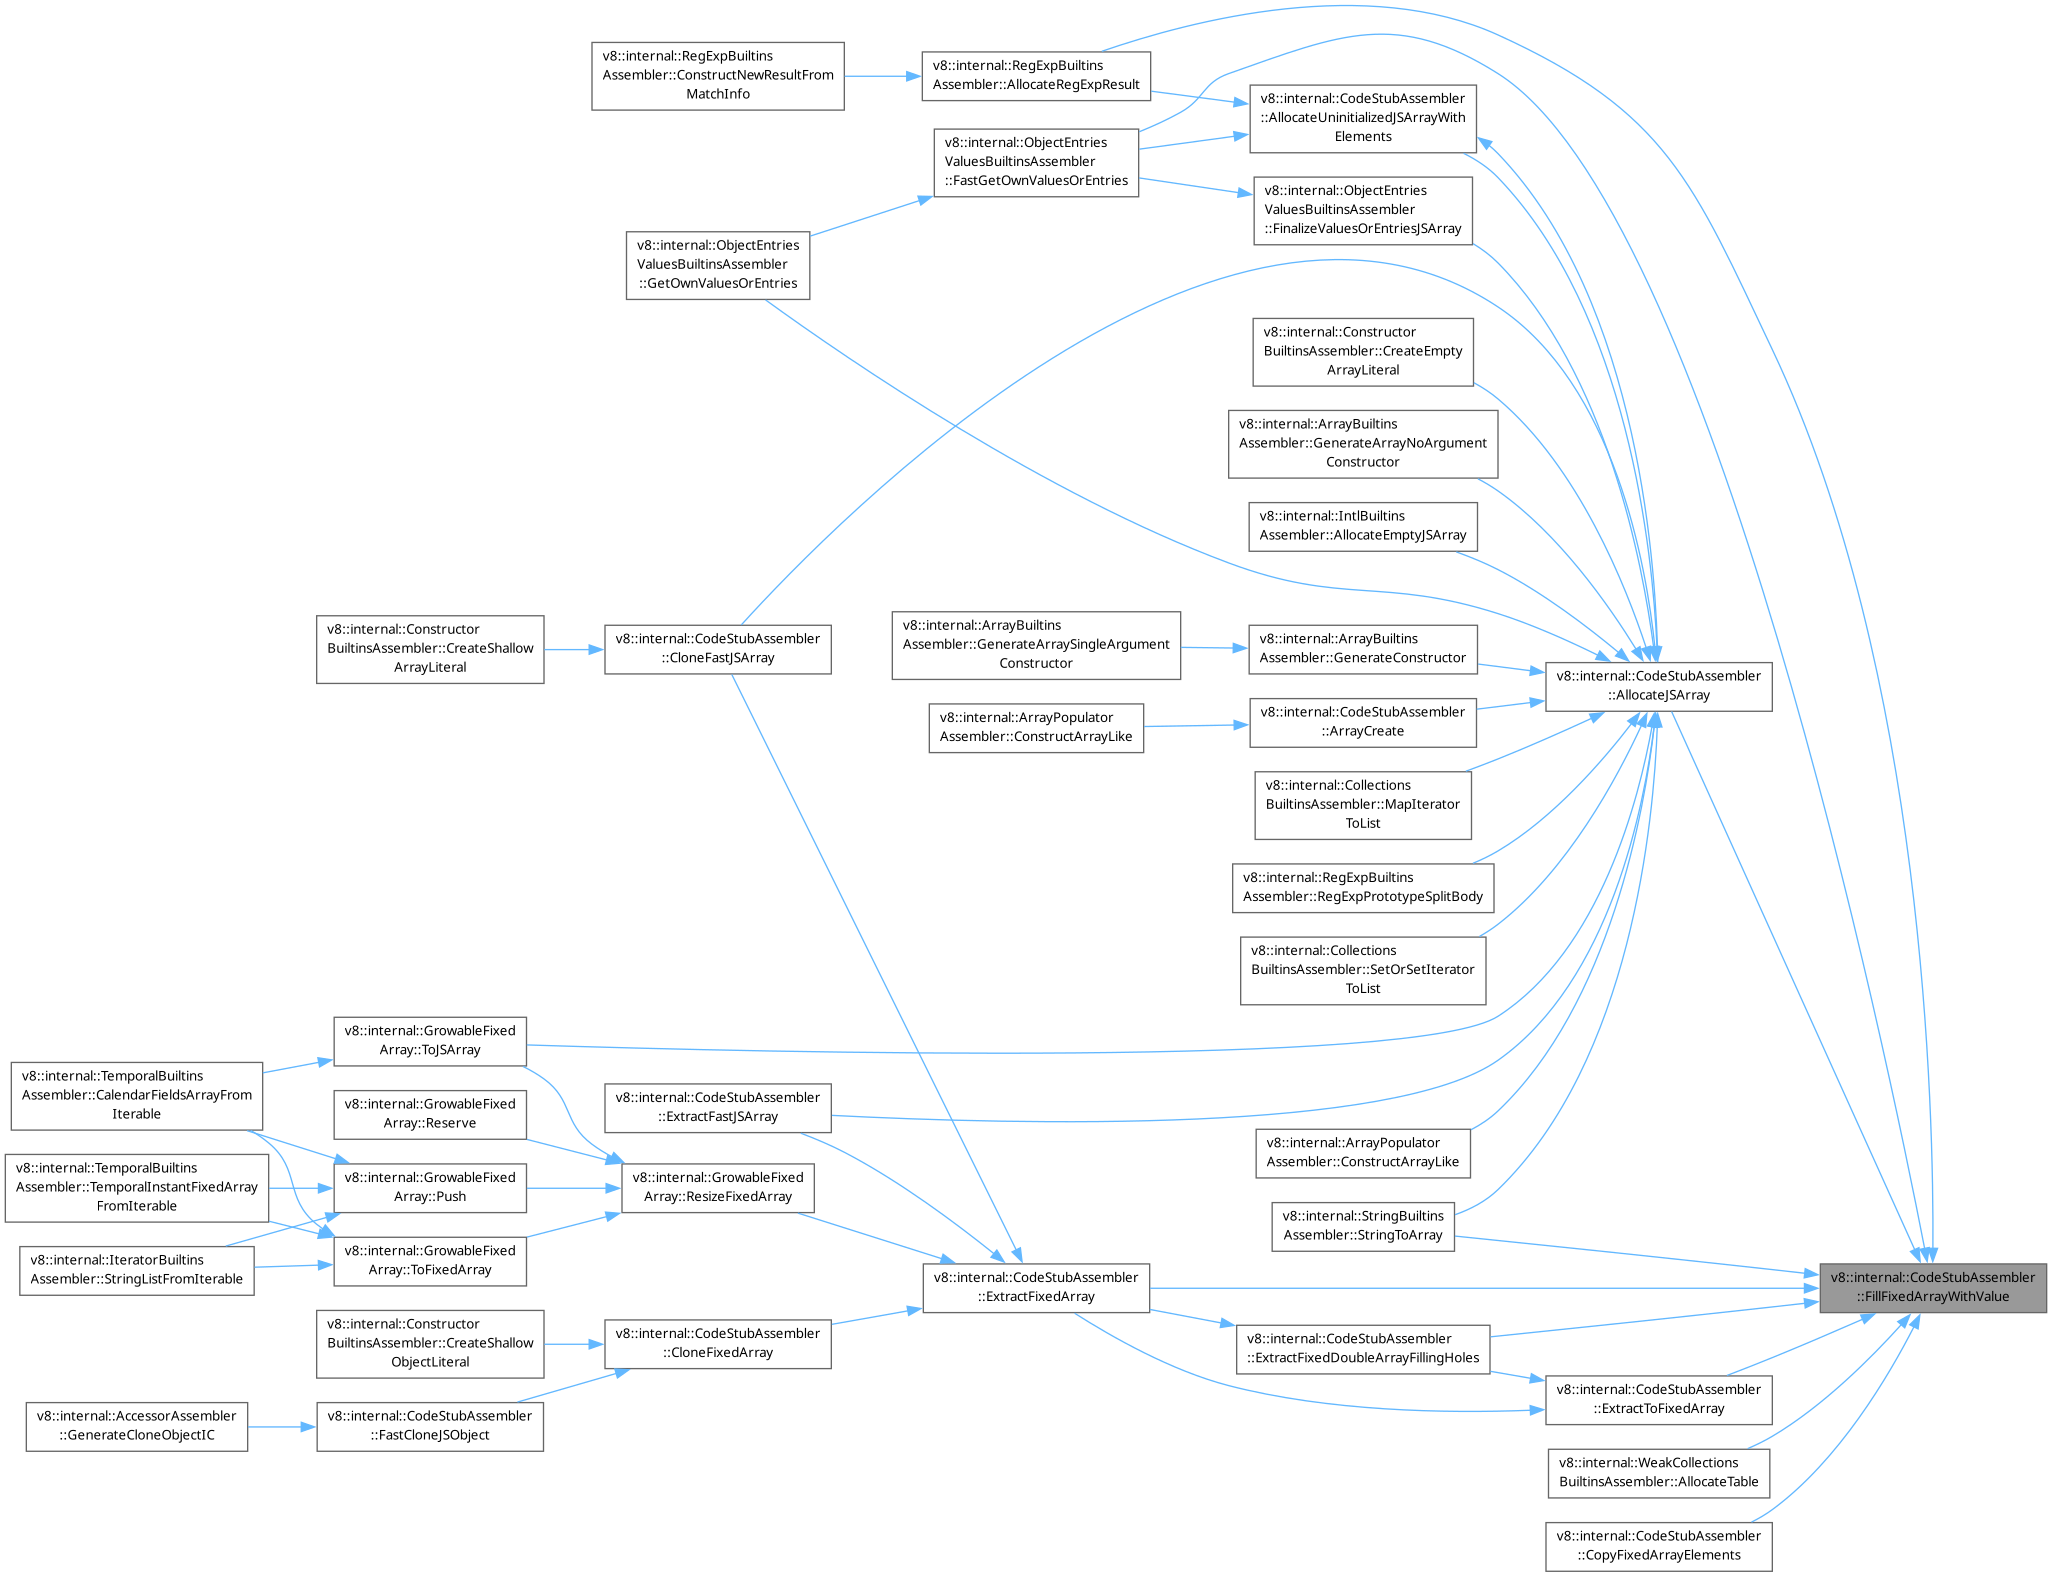 v8::internal::RegExpBuiltins
Assembler::ConstructNewResultFrom
MatchInfo
v8::internal::RegExpBuiltins
Assembler::AllocateRegExpResult
v8::internal::CodeStubAssembler
::AllocateUninitializedJSArrayWith
Elements
v8::internal::ObjectEntries
ValuesBuiltinsAssembler
::FastGetOwnValuesOrEntries
v8::internal::ObjectEntries
ValuesBuiltinsAssembler
::FinalizeValuesOrEntriesJSArray
v8::internal::ObjectEntries
ValuesBuiltinsAssembler
::GetOwnValuesOrEntries
v8::internal::Constructor
BuiltinsAssembler::CreateEmpty
ArrayLiteral
v8::internal::ArrayBuiltins
Assembler::GenerateArrayNoArgument
Constructor
v8::internal::IntlBuiltins
Assembler::AllocateEmptyJSArray
v8::internal::Constructor
BuiltinsAssembler::CreateShallow
ArrayLiteral
v8::internal::CodeStubAssembler
::CloneFastJSArray
v8::internal::ArrayBuiltins
Assembler::GenerateArraySingleArgument
Constructor
v8::internal::ArrayBuiltins
Assembler::GenerateConstructor
v8::internal::CodeStubAssembler
::AllocateJSArray
v8::internal::ArrayPopulator
Assembler::ConstructArrayLike
v8::internal::CodeStubAssembler
::ArrayCreate
v8::internal::Collections
BuiltinsAssembler::MapIterator
ToList
v8::internal::RegExpBuiltins
Assembler::RegExpPrototypeSplitBody
v8::internal::Collections
BuiltinsAssembler::SetOrSetIterator
ToList
v8::internal::GrowableFixed
Array::ToJSArray
v8::internal::TemporalBuiltins
Assembler::CalendarFieldsArrayFrom
Iterable
v8::internal::GrowableFixed
Array::Reserve
v8::internal::CodeStubAssembler
::ExtractFastJSArray
v8::internal::ArrayPopulator
Assembler::ConstructArrayLike
v8::internal::TemporalBuiltins
Assembler::TemporalInstantFixedArray
FromIterable
v8::internal::GrowableFixed
Array::Push
v8::internal::GrowableFixed
Array::ResizeFixedArray
v8::internal::StringBuiltins
Assembler::StringToArray
v8::internal::IteratorBuiltins
Assembler::StringListFromIterable
v8::internal::GrowableFixed
Array::ToFixedArray
v8::internal::CodeStubAssembler
::ExtractFixedArray
v8::internal::CodeStubAssembler
::FillFixedArrayWithValue
v8::internal::Constructor
BuiltinsAssembler::CreateShallow
ObjectLiteral
v8::internal::CodeStubAssembler
::CloneFixedArray
v8::internal::CodeStubAssembler
::ExtractFixedDoubleArrayFillingHoles
v8::internal::CodeStubAssembler
::ExtractToFixedArray
v8::internal::AccessorAssembler
::GenerateCloneObjectIC
v8::internal::CodeStubAssembler
::FastCloneJSObject
v8::internal::WeakCollections
BuiltinsAssembler::AllocateTable
v8::internal::CodeStubAssembler
::CopyFixedArrayElements